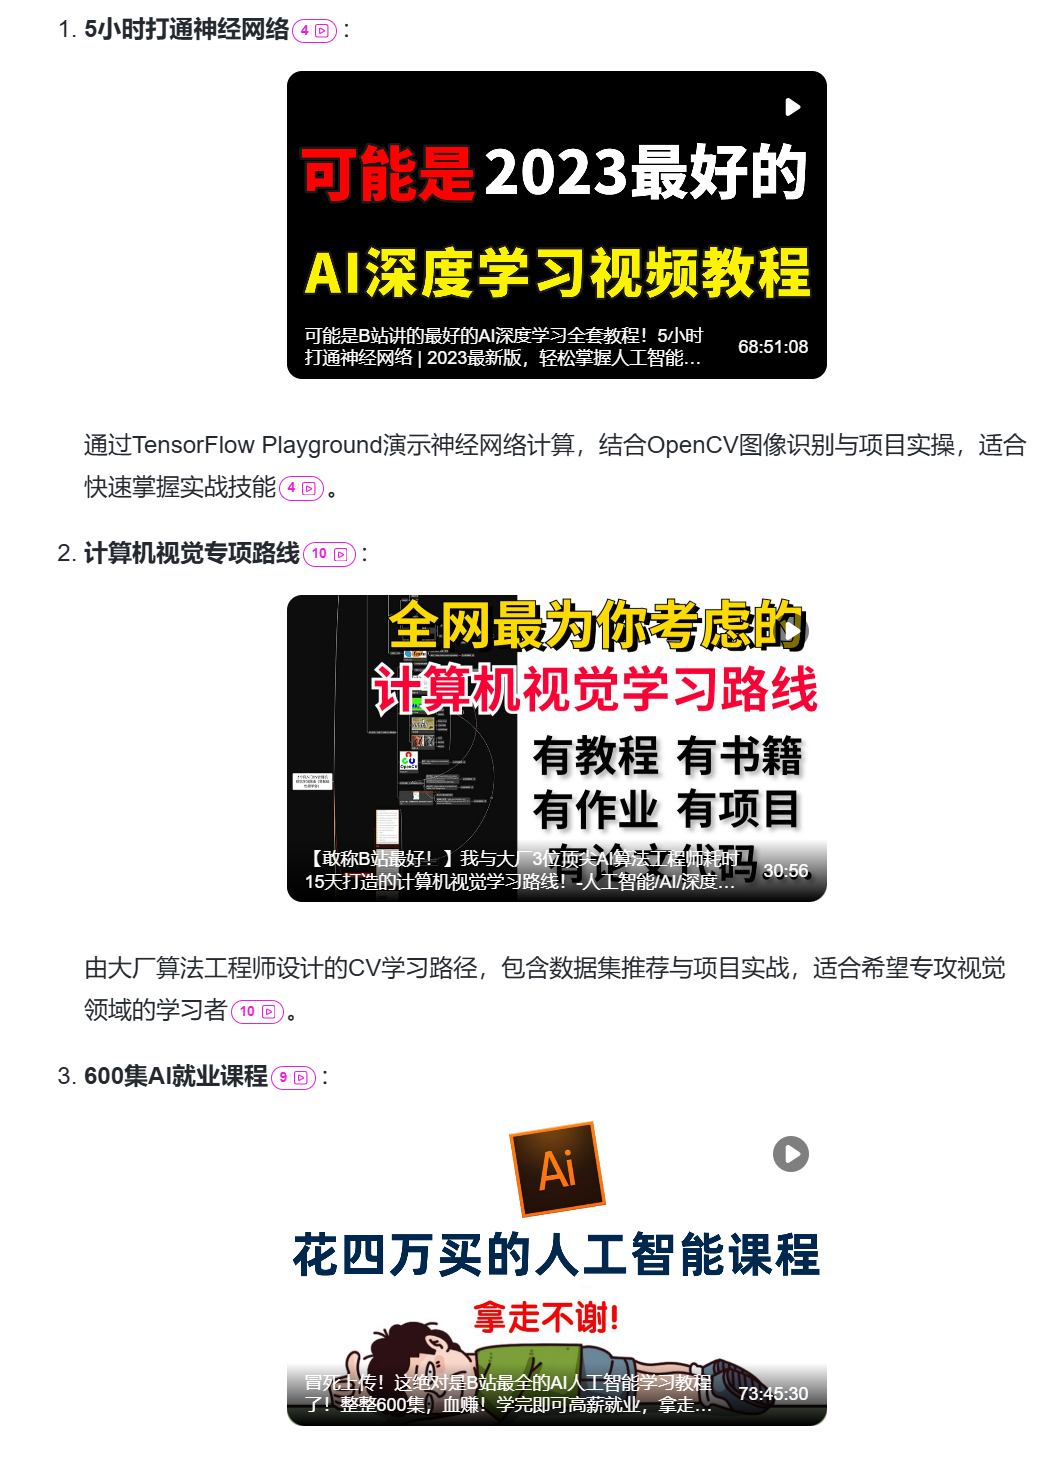 1. 5小时打通神经网络 4 :
可能是2023最好的
AI深度学习视频教程
可能是B站讲的最好的AI深度学习全套教程！5小时
打通神经网络 | 2023最新版，轻松掌握人工智能…
68:51:08
通过TensorFlow Playground演示神经网络计算，结合OpenCV图像识别与项目实操，适合
快速掌握实战技能 4 。
2. 计算机视觉专项路线 10 :
全网最为你考虑的
计算机视觉学习路线
有教程 有书籍
有作业 有项目
有论文代码…
OpenCV
【敢称B站最好！】我与大厂3位顶尖AI算法工程师耗时
15天打造的计算机视觉学习路线！-人工智能/AI/深度…
30:56
由大厂算法工程师设计的CV学习路径，包含数据集推荐与项目实战，适合希望专攻视觉
领域的学习者 10 。
3. 600集AI就业课程 9 :
Ai
花四万买的人工智能课程
拿走不谢!
冒死上传！这绝对是B站最全的AI人工智能学习教程
了！整整600集，血赚！学完即可高薪就业，拿走…
73:45:30